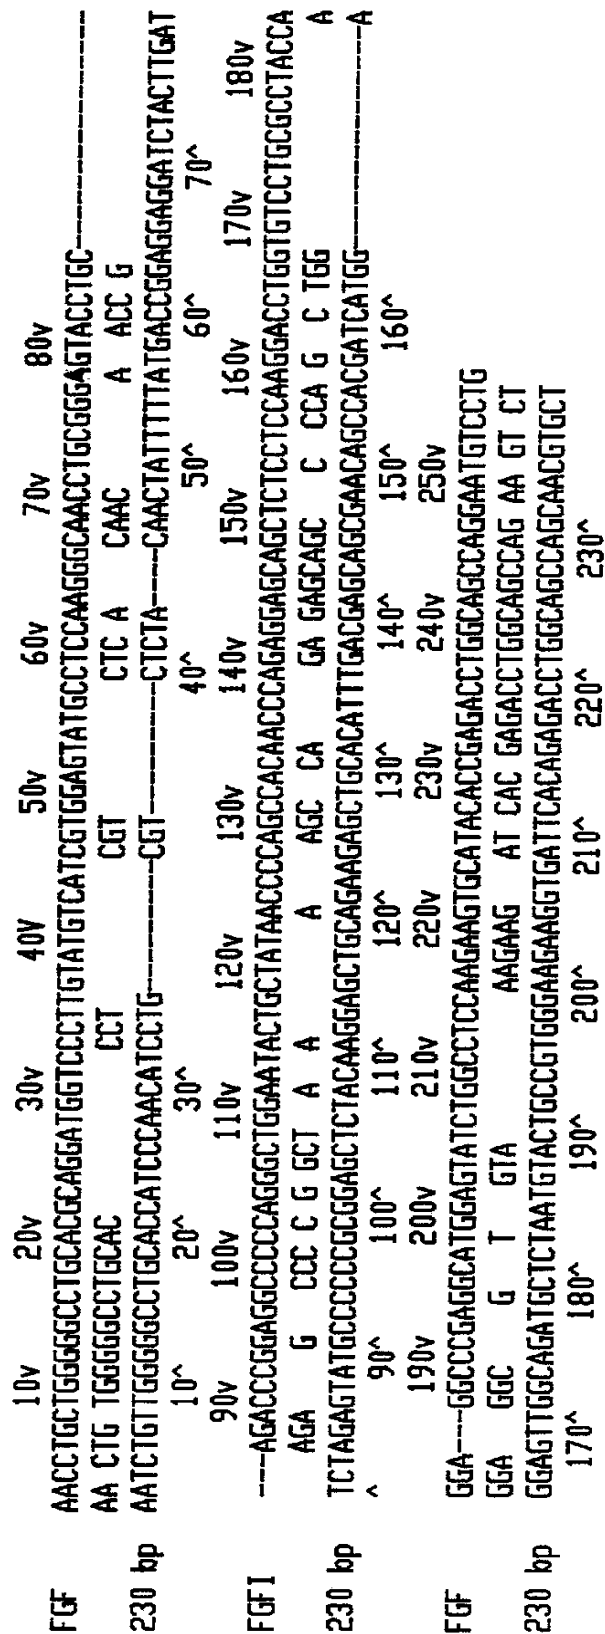 10v 20v 30v 40V 50v 60v 70v 80v
FGF AACCTGCTGGGGGCCTGCACGCAGGATGGTCCCTTGTATGTCATCGTGGAGTATGCCTCCAAGGGCAACCTGCGGGAGTACCTGC---------------
AA CTG TGGGGGCCTGCAC CCT CGT CTC A CAAC A ACC G
230 bp AATCTGTTGGGGGCCTGCACCATCCCAACATCCTG----------CGT----------CTCTA----CAACTATTTTTATGACCGGAGGAGGATCTACTTGAT
10^ 20^ 30^ 40^ 50^ 60^ 70^
90v 100v 110v 120v 130v 140v 150v 160v 170v 180v
FGFI ---AGACCCGGAGGCCCCCAGGGCTGGAATACTGCTATAACCCCAGCCACAACCCAGAGGAGCAGCTCTCCTCCAAGGACCTGGTGTCCTGCGCCTACCA
AGA G CCC C G GCT A A A AGC CA GA GAGCAGC C CCA G C TGG A
230 bp TCTAGAGTATGCCCCCCGCGGAGCTCTACAAGGAGCTGCAGAAGAGCTGCACATTTGACGAGCAGCGAACAGCCACGATCATGG---------------A
^ 90^ 100^ 110^ 120^ 130^ 140^ 150^ 160^
190v 200v 210v 220v 230v 240v 250v
FGF GGA---GGCCCGAGGCATGGAGTATCTGGCCTCCAAGAAGTGCATACACCGAGACCTGGCAGCCAGGAATGTCCTG
GGA GGC G T GTA AAGAAG AT CAC GAGACCTGGCAGCCAG AA GT CT
230 bp GGAGTTGGCAGATGCTCTAATGTACTGCCGTGGGAAGAAGGTGATTCACAGAGACCTGGCAGCCAGCAACGTGCT
170^ 180^ 190^ 200^ 210^ 220^ 230^